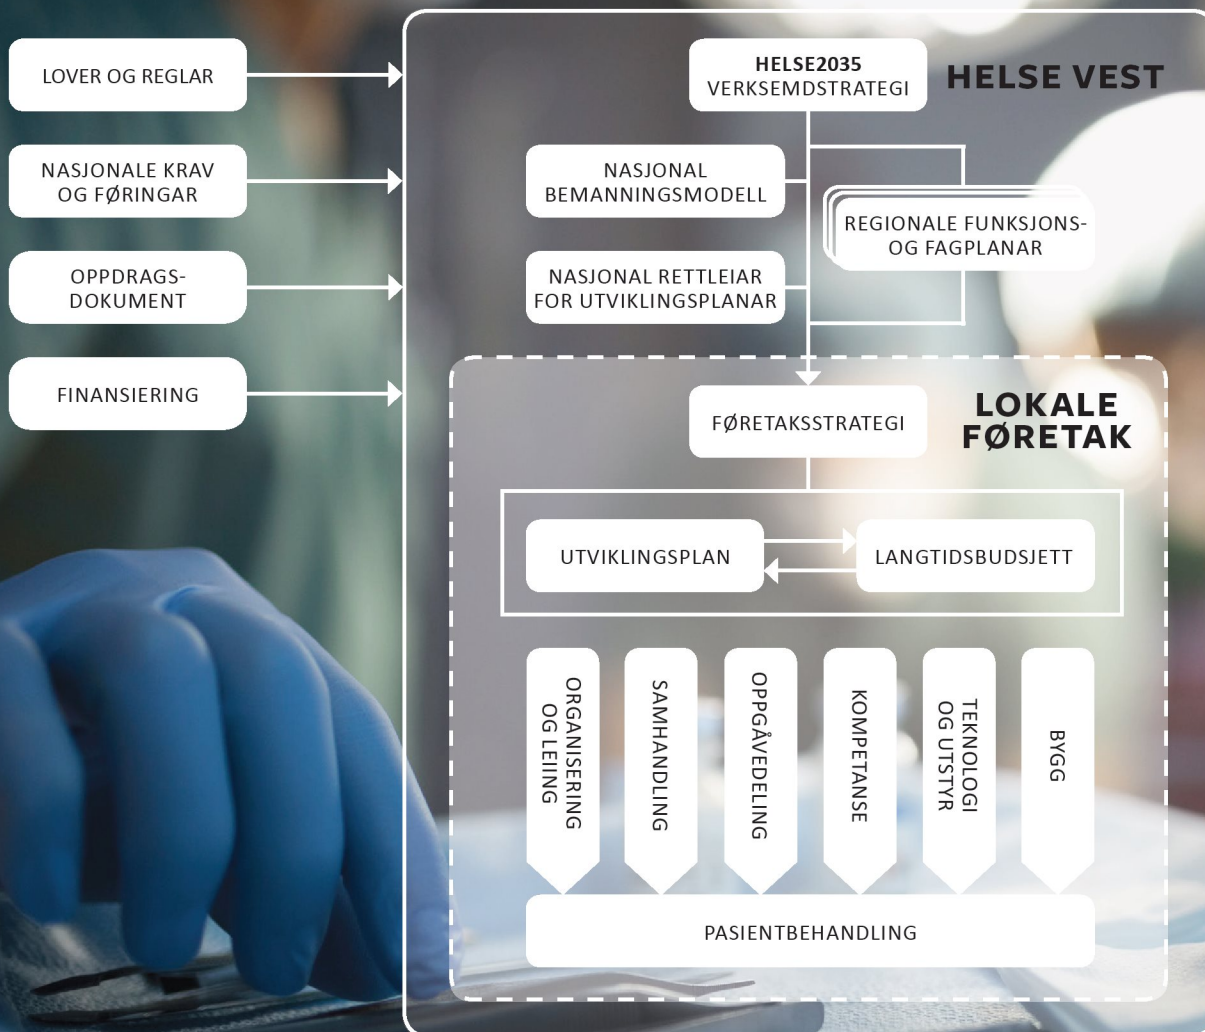 LOVER OG REGLAR
NASJONALE KRAV
OG FØRINGAR
OPPDRAGS-
DOKUMENT
FINANSIERING
HELSE VEST
HELSE2035
VERKSEMDSTRATEGI
NASJONAL
BEMANNINGSMODELL
REGIONALE FUNKSJONS-
OG FAGPLANAR
NASJONAL RETTLEIAR
FOR UTVIKLINGSPLANAR
LOKALE
FØRETAK
FØRETAKSSTRATEGI
UTVIKLINGSPLAN
LANGTIDSBUDSJETT
ORGANISERING
OG LEIING
SAMHANDLING
OPPGÅVEDELING
KOMPETANSE
TEKNOLOGI
OG UTSTYR
BYGG
PASIENTBEHANDLING